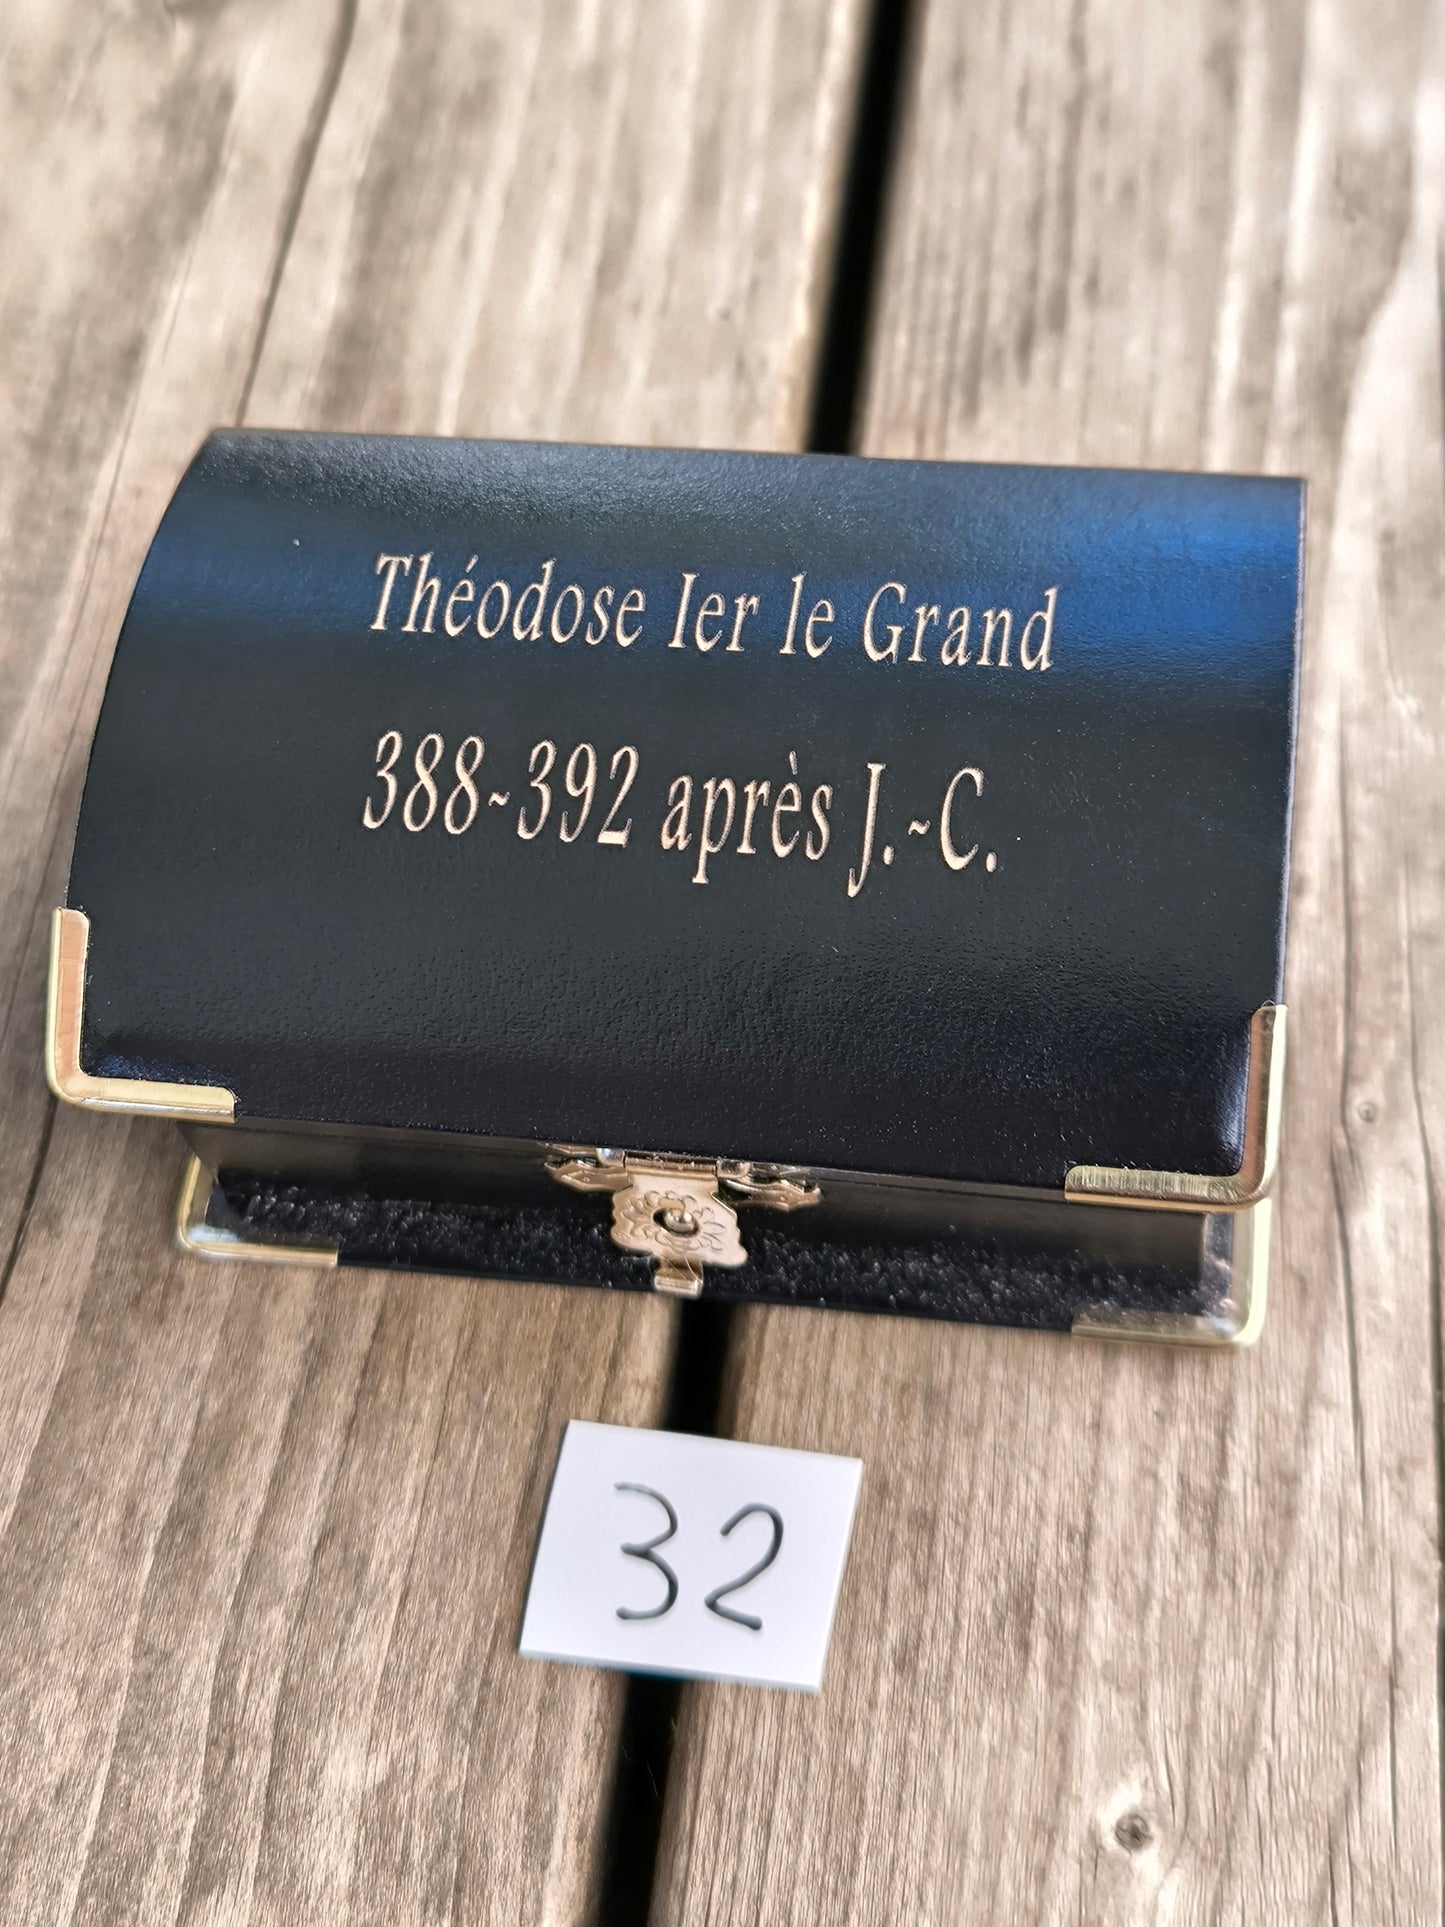 Théodose Ier le Grand
388-392 après J.-C.
32